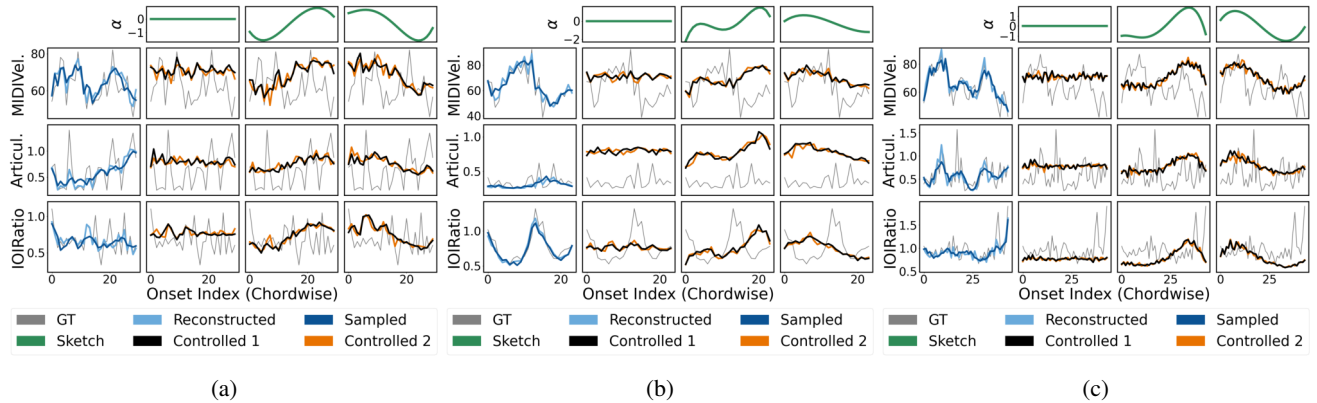 α
0
−1
α
0
−2
α
1
0
−1
MIDIVel.
80
60
MIDIVel.
80
60
40
MIDIVel.
80
60
Articul.
1.0
0.5
Articul.
1.0
0.5
Articul.
1.5
1.0
0.5
IOIRatio
1.0
0.5
IOIRatio
1.0
0.5
IOIRatio
1.5
1.0
0.5
0 20 0 20 0 20 0 20
0 20 0 20 0 20 0 20
0 25 0 25 0 25 0 25
Onset Index (Chordwise)
Onset Index (Chordwise)
Onset Index (Chordwise)
GT Reconstructed Sampled
Sketch Controlled 1 Controlled 2
GT Reconstructed Sampled
Sketch Controlled 1 Controlled 2
GT Reconstructed Sampled
Sketch Controlled 1 Controlled 2
(a) (b) (c)